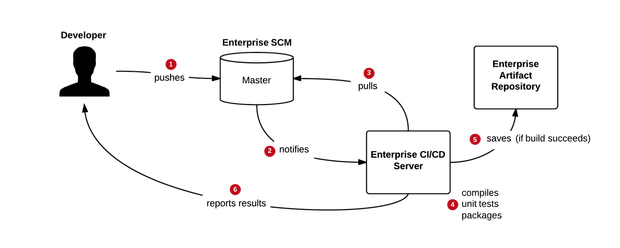 Developer
1
pushes
Enterprise SCM
Master
3
pulls
Enterprise
Artifact
Repository
2 notifies
Enterprise CI/CD
Server
5 saves (if build succeeds)
6
reports results
compiles
4 unit tests
packages